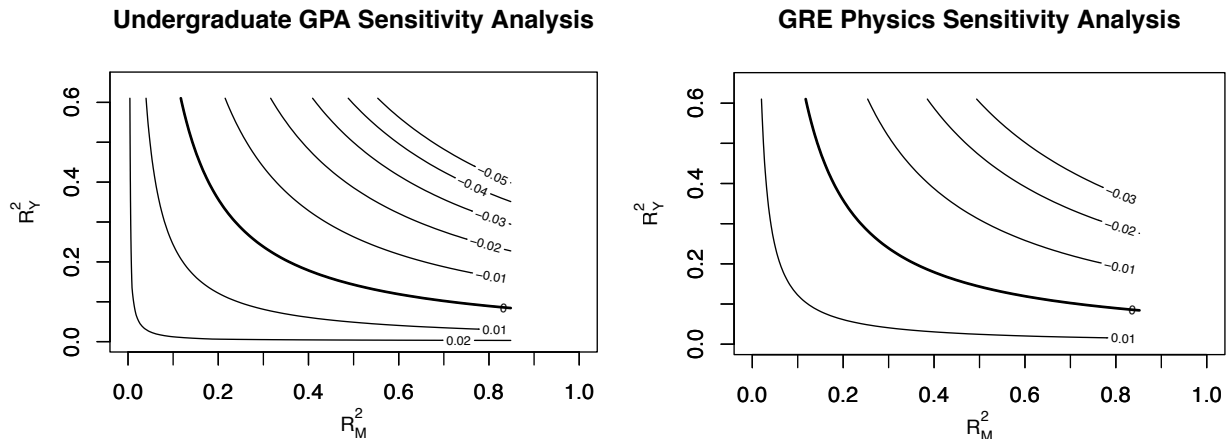 Undergraduate GPA Sensitivity Analysis
R²Y
0.6
0.4
0.2
0.0
−0.05
−0.04
−0.03
−0.02
−0.01
0
0.01
0.02
0.0 0.2 0.4 0.6 0.8 1.0
R²M
GRE Physics Sensitivity Analysis
R²Y
0.6
0.4
0.2
0.0
−0.03
−0.02
−0.01
0
0.01
0.0 0.2 0.4 0.6 0.8 1.0
R²M